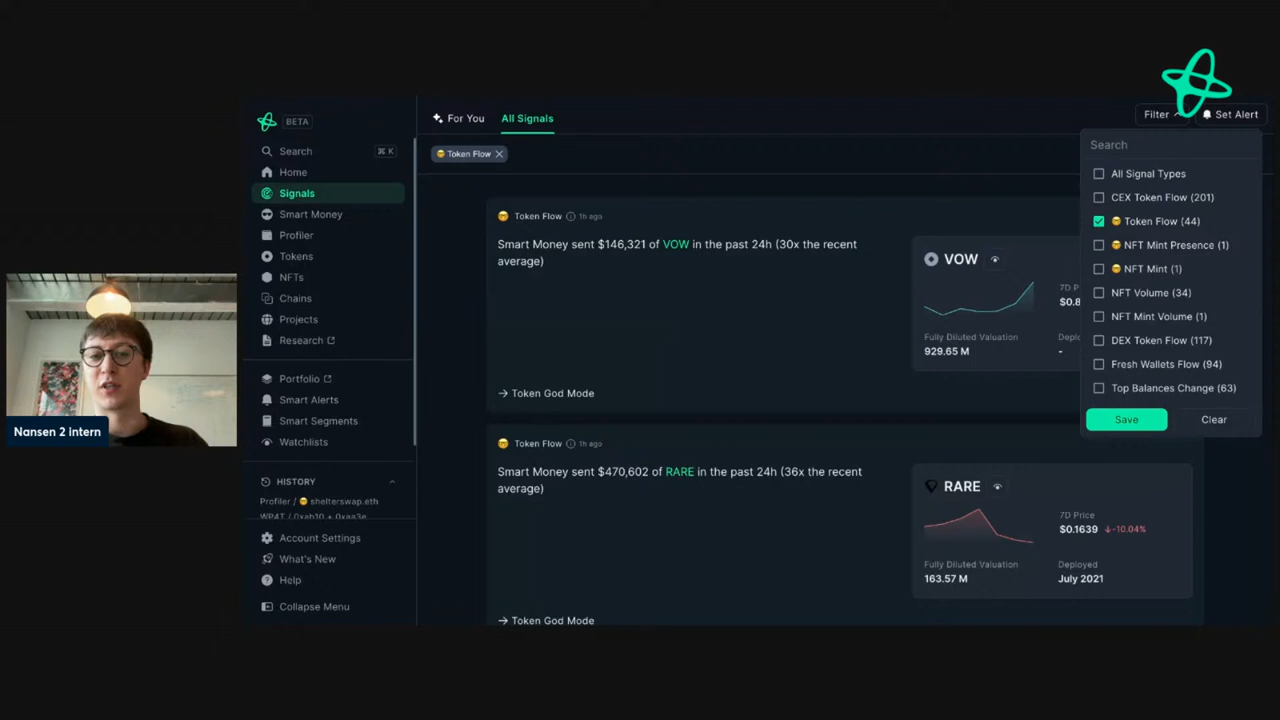 BETA
Search
⌘ K
Home
Signals
Smart Money
Profiler
Tokens
NFTs
Chains
Projects
Research
Portfolio
Smart Alerts
Smart Segments
Watchlists
HISTORY
Profiler / shelterswap.eth
Account Settings
What's New
Help
Collapse Menu
For You
All Signals
Filter
Set Alert
Token Flow
Token Flow 1h ago
Smart Money sent $146,321 of VOW in the past 24h (30x the recent
average)
VOW
7D P
$0.8
Fully Diluted Valuation
Deploy
929.65 M
-
→ Token God Mode
Token Flow 1h ago
Smart Money sent $470,602 of RARE in the past 24h (36x the recent
average)
RARE
7D Price
$0.1639 ↓-10.04%
Fully Diluted Valuation
Deployed
163.57 M
July 2021
→ Token God Mode
Search
All Signal Types
CEX Token Flow (201)
Token Flow (44)
NFT Mint Presence (1)
NFT Mint (1)
NFT Volume (34)
NFT Mint Volume (1)
DEX Token Flow (117)
Fresh Wallets Flow (94)
Top Balances Change (63)
Save
Clear
Nansen 2 intern